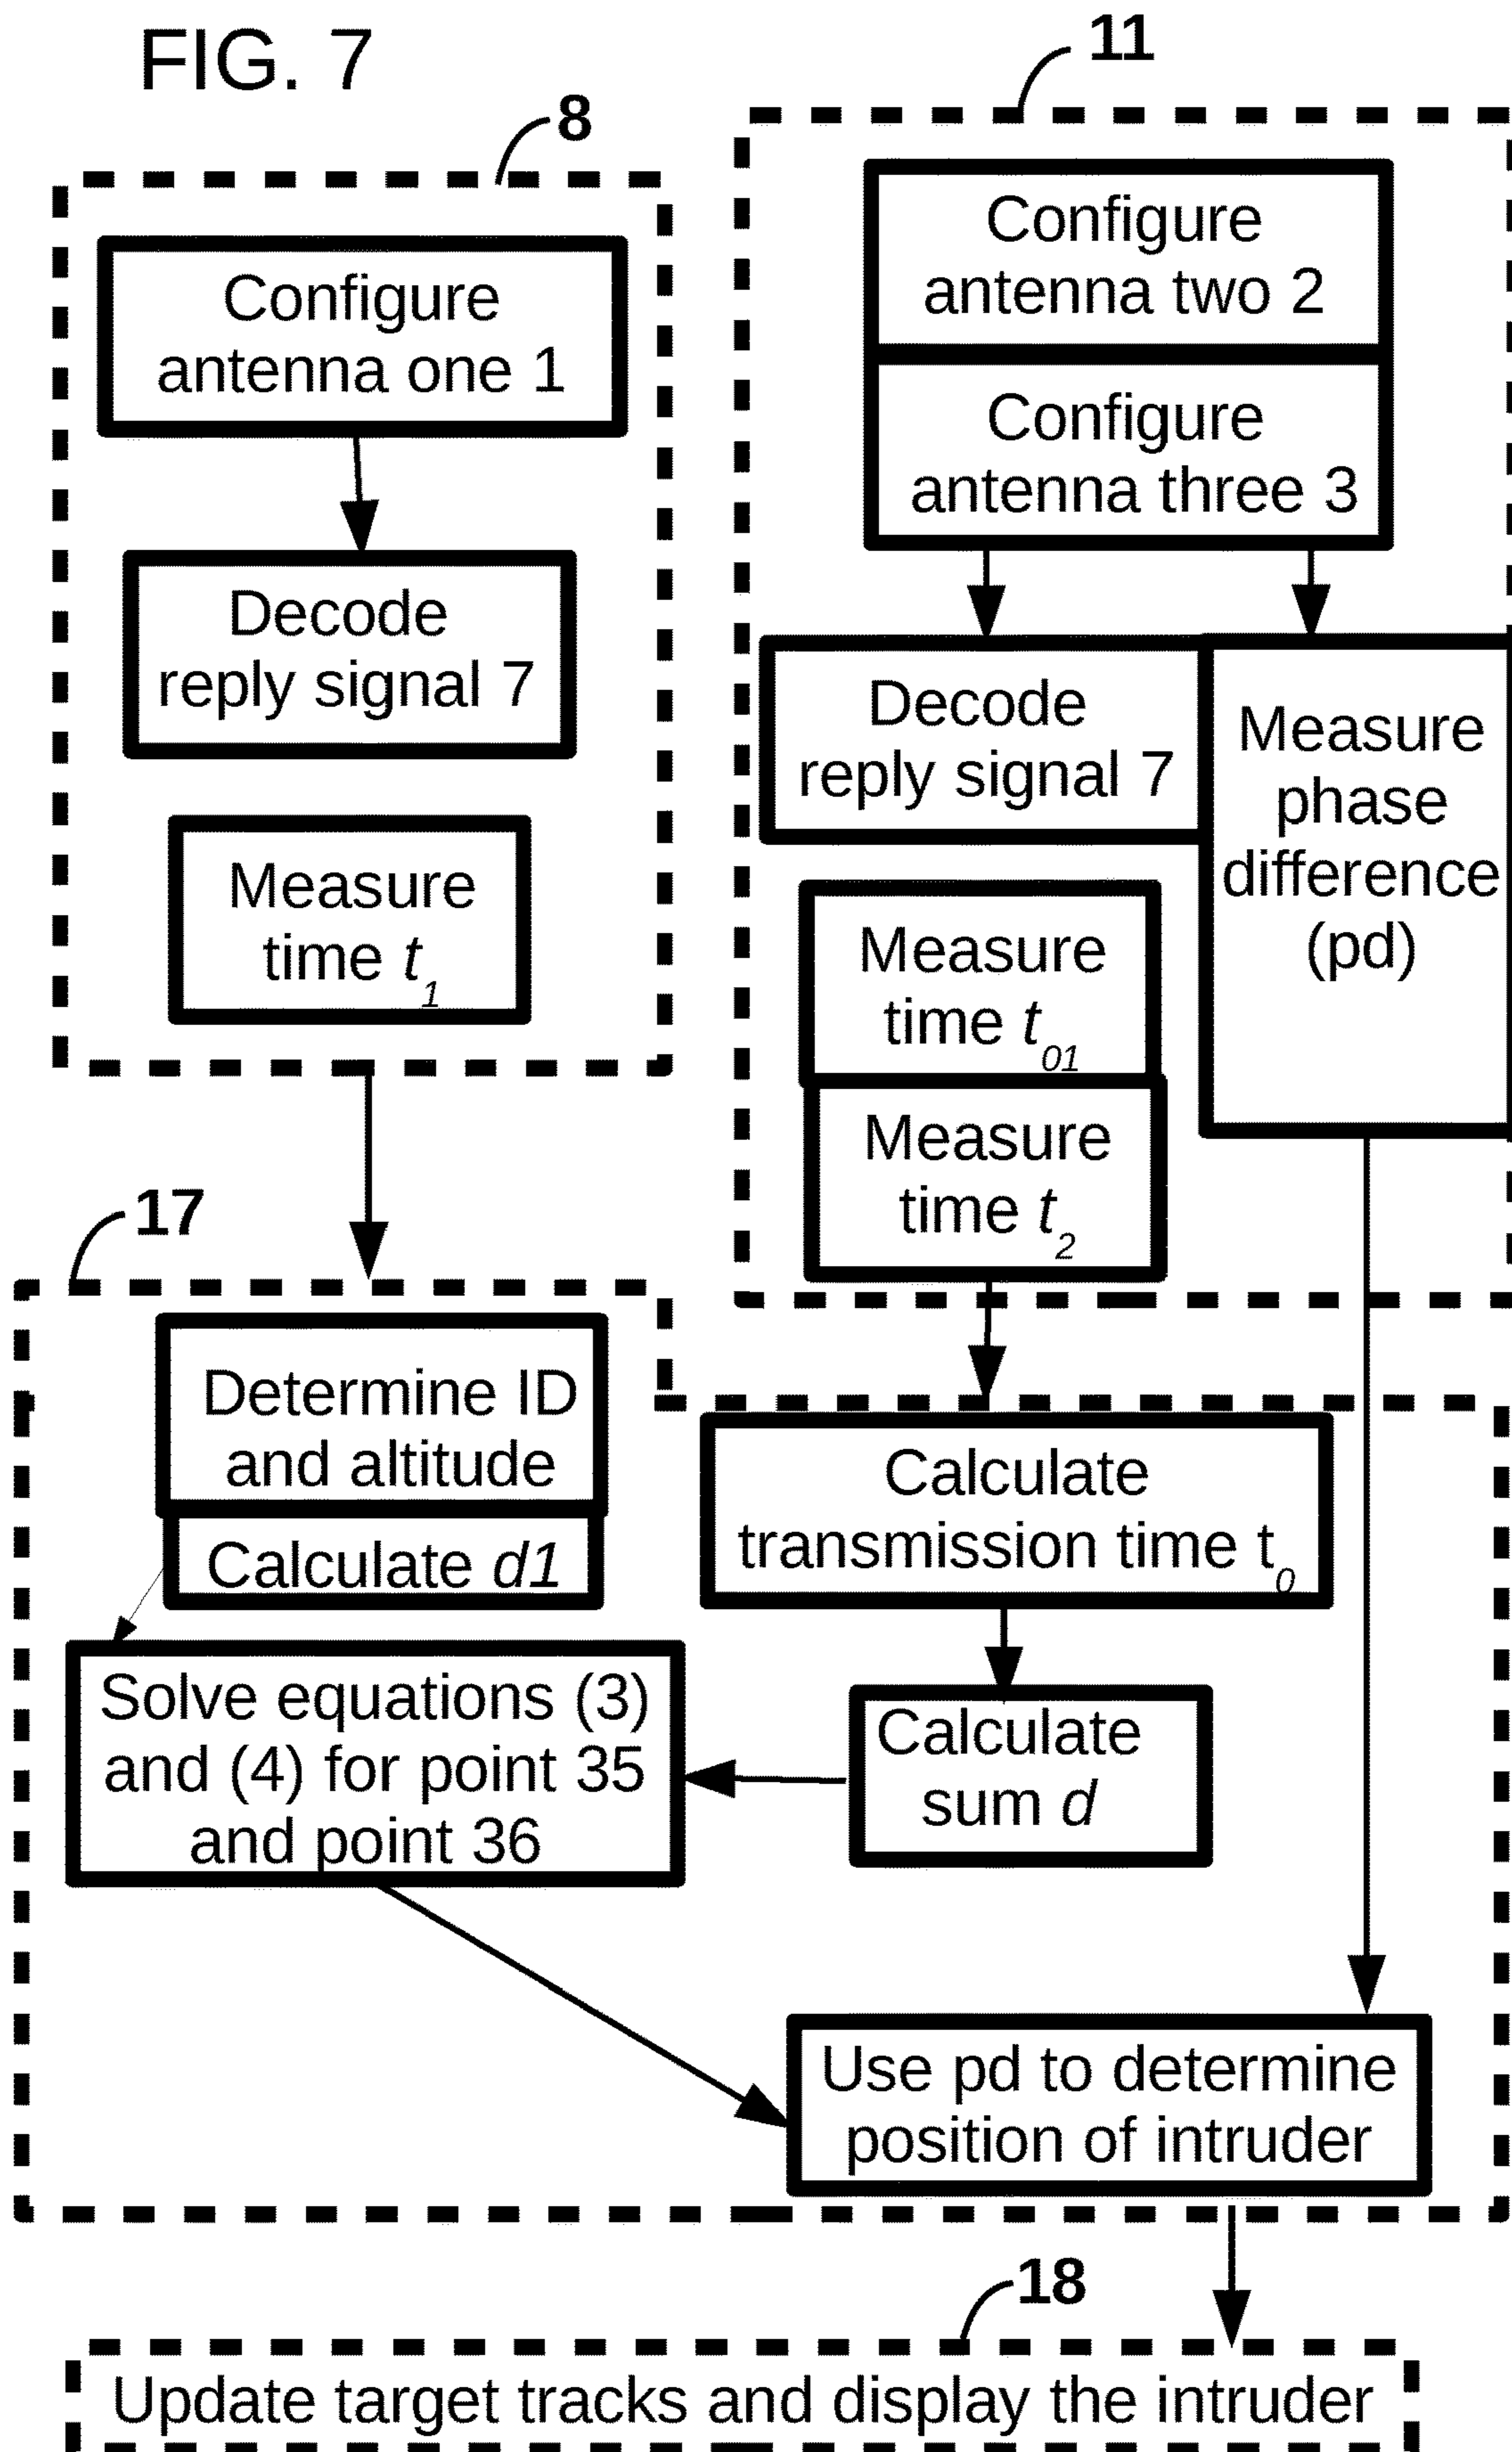 FIG. 7
8
Configure
antenna one 1
Decode
reply signal 7
Measure
time t1
11
Configure
antenna two 2
Configure
antenna three 3
Decode
reply signal 7
Measure
phase
difference
(pd)
Measure
time t01
Measure
time t2
17
Determine ID
and altitude
Calculate d1
Solve equations (3)
and (4) for point 35
and point 36
Calculate
transmission time t0
Calculate
sum d
Use pd to determine
position of intruder
18
Update target tracks and display the intruder